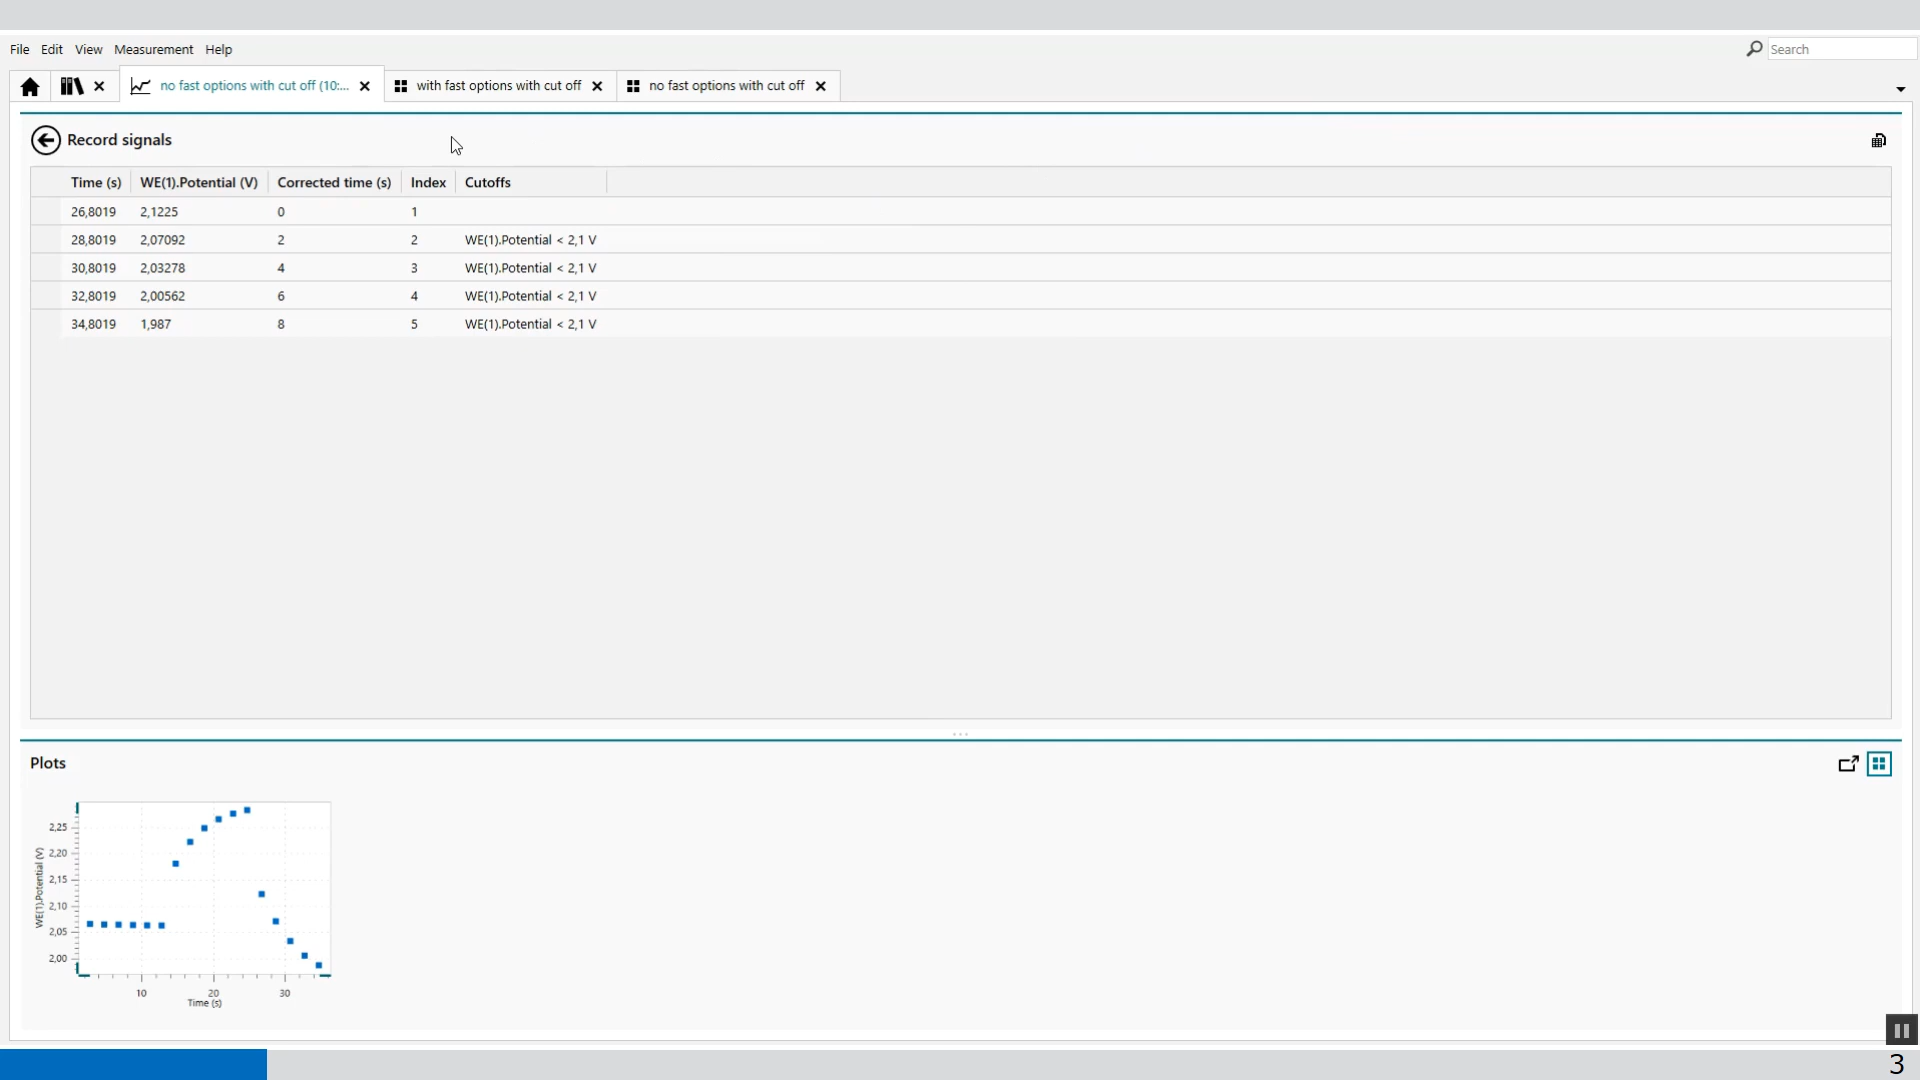 File Edit View Measurement Help Search
no fast options with cut off (10:... with fast options with cut off no fast options with cut off
Record signals
Time (s) WE(1).Potential (V) Corrected time (s) Index Cutoffs
26,8019 2,1225 0 1
28,8019 2,07092 2 2 WE(1).Potential < 2,1 V
30,8019 2,03278 4 3 WE(1).Potential < 2,1 V
32,8019 2,00562 6 4 WE(1).Potential < 2,1 V
34,8019 1,987 8 5 WE(1).Potential < 2,1 V
Plots
WE(1).Potential (V)
2,25
2,20
2,15
2,10
2,05
2,00
10 20 30
Time (s)
3